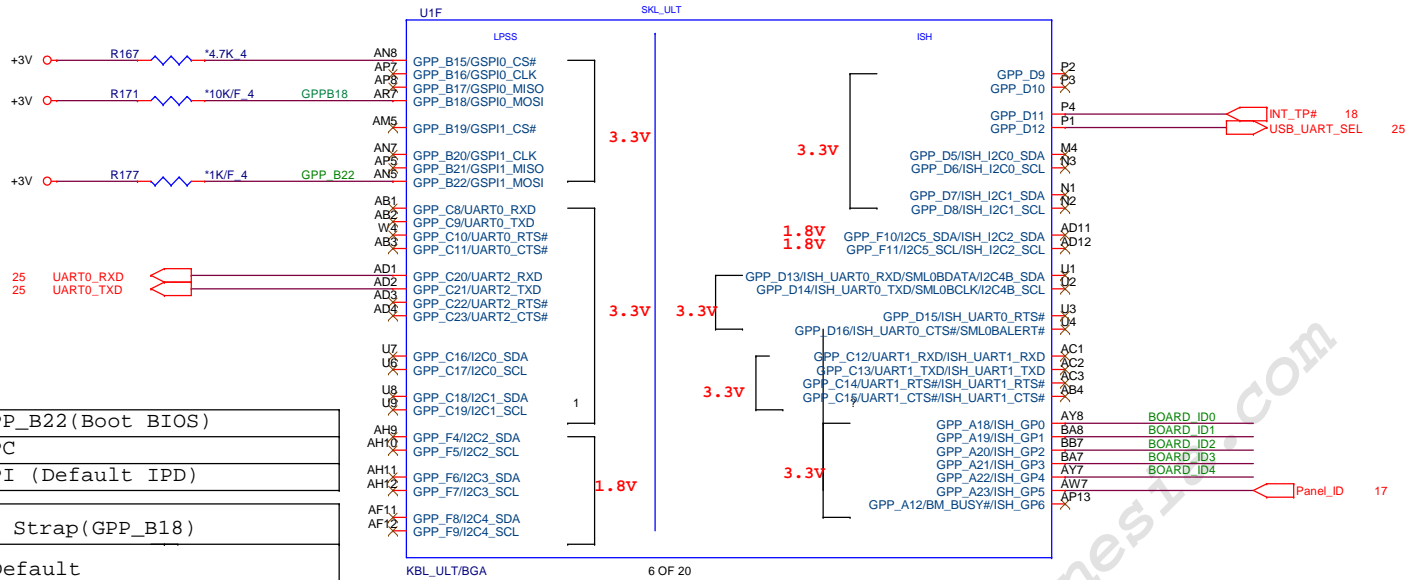 U1F
SKL_ULT
LPSS
ISH
+3V R167 *4.7K_4 AN8 GPP_B15/GSPI0_CS#
AP7 GPP_B16/GSPI0_CLK
AP8 GPP_B17/GSPI0_MISO
+3V R171 *10K/F_4 GPPB18 AR7 GPP_B18/GSPI0_MOSI
AM5 GPP_B19/GSPI1_CS#
3.3V
AN7 GPP_B20/GSPI1_CLK
AP5 GPP_B21/GSPI1_MISO
+3V R177 *1K/F_4 GPP_B22 AN5 GPP_B22/GSPI1_MOSI
AB1 GPP_C8/UART0_RXD
AB2 GPP_C9/UART0_TXD
W4 GPP_C10/UART0_RTS#
AB3 GPP_C11/UART0_CTS#
25 UART0_RXD AD1 GPP_C20/UART2_RXD
25 UART0_TXD AD2 GPP_C21/UART2_TXD
AD3 GPP_C22/UART2_RTS#
AD4 GPP_C23/UART2_CTS#
3.3V
U7 GPP_C16/I2C0_SDA
U6 GPP_C17/I2C0_SCL
U8 GPP_C18/I2C1_SDA
U9 GPP_C19/I2C1_SCL
1
AH9 GPP_F4/I2C2_SDA
AH10 GPP_F5/I2C2_SCL
AH11 GPP_F6/I2C3_SDA
AH12 GPP_F7/I2C3_SCL
1.8V
AF11 GPP_F8/I2C4_SDA
AF12 GPP_F9/I2C4_SCL
GPP_D9 P2
GPP_D10 P3
GPP_D11 P4 INT_TP# 18
GPP_D12 P1 USB_UART_SEL 25
3.3V
GPP_D5/ISH_I2C0_SDA M4
GPP_D6/ISH_I2C0_SCL N3
GPP_D7/ISH_I2C1_SDA N1
GPP_D8/ISH_I2C1_SCL N2
1.8V GPP_F10/I2C5_SDA/ISH_I2C2_SDA AD11
1.8V GPP_F11/I2C5_SCL/ISH_I2C2_SCL AD12
GPP_D13/ISH_UART0_RXD/SML0BDATA/I2C4B_SDA U1
GPP_D14/ISH_UART0_TXD/SML0BCLK/I2C4B_SCL U2
3.3V
GPP_D15/ISH_UART0_RTS# U3
GPP_D16/ISH_UART0_CTS#/SML0BALERT# U4
GPP_C12/UART1_RXD/ISH_UART1_RXD AC1
GPP_C13/UART1_TXD/ISH_UART1_TXD AC2
GPP_C14/UART1_RTS#/ISH_UART1_RTS# AC3
GPP_C15/UART1_CTS#/ISH_UART1_CTS# AB4
3.3V
?
GPP_A18/ISH_GP0 AY8 BOARD_ID0
GPP_A19/ISH_GP1 BA8 BOARD_ID1
GPP_A20/ISH_GP2 BB7 BOARD_ID2
GPP_A21/ISH_GP3 BA7 BOARD_ID3
GPP_A22/ISH_GP4 AY7 BOARD_ID4
3.3V
GPP_A23/ISH_GP5 AW7 Panel_ID 17
GPP_A12/BM_BUSY#/ISH_GP6 AP13
KBL_ULT/BGA
6 OF 20
PP_B22(Boot BIOS)
PC
PI (Default IPD)
Strap(GPP_B18)
Default
nesia.com